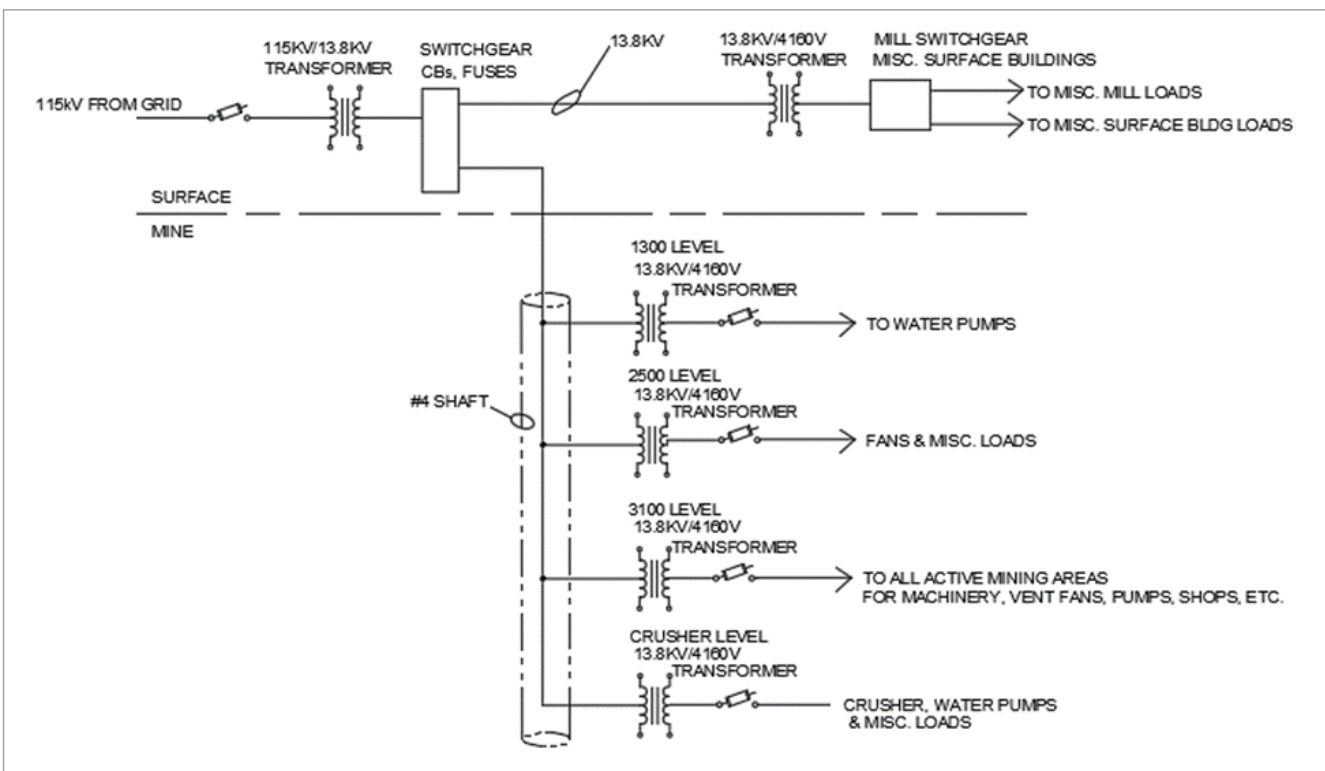 115KV/13.8KV
TRANSFORMER
SWITCHGEAR
CBs, FUSES
13.8KV
13.8KV/4160V
TRANSFORMER
MILL SWITCHGEAR
MISC. SURFACE BUILDINGS
115kV FROM GRID
TO MISC. MILL LOADS
TO MISC. SURFACE BLDG LOADS
SURFACE
MINE
1300 LEVEL
13.8KV/4160V
TRANSFORMER
TO WATER PUMPS
#4 SHAFT
2500 LEVEL
13.8KV/4160V
TRANSFORMER
FANS & MISC. LOADS
3100 LEVEL
13.8KV/4160V
TRANSFORMER
TO ALL ACTIVE MINING AREAS
FOR MACHINERY, VENT FANS, PUMPS, SHOPS, ETC.
CRUSHER LEVEL
13.8KV/4160V
TRANSFORMER
CRUSHER, WATER PUMPS
& MISC. LOADS